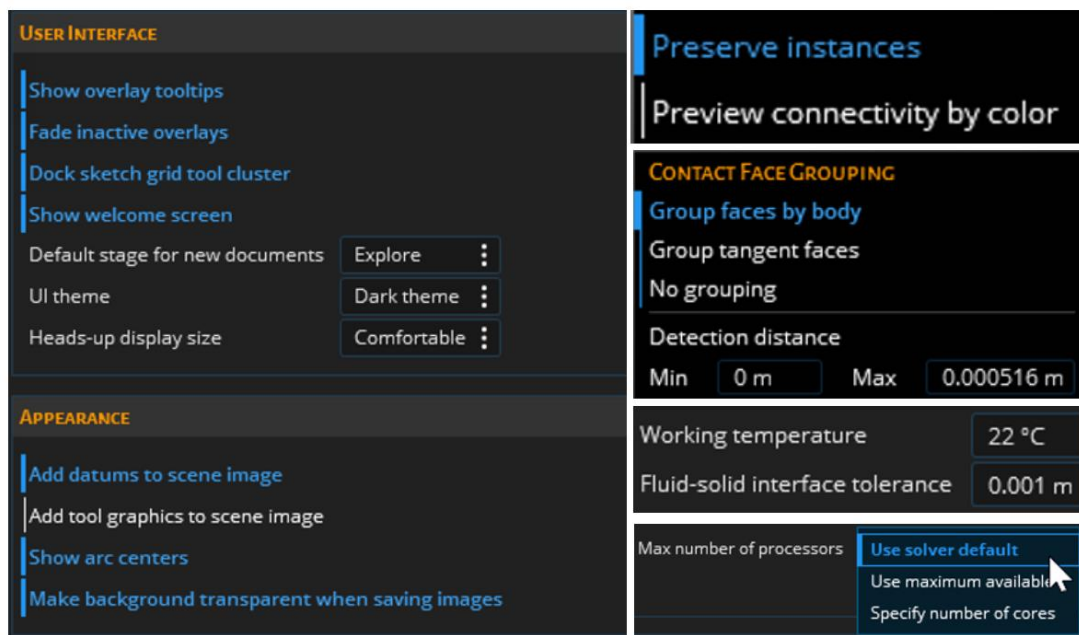 USER INTERFACE
Show overlay tooltips
Fade inactive overlays
Dock sketch grid tool cluster
Show welcome screen
Default stage for new documents Explore
UI theme Dark theme
Heads-up display size Comfortable
APPEARANCE
Add datums to scene image
Add tool graphics to scene image
Show arc centers
Make background transparent when saving images
Preserve instances
Preview connectivity by color
CONTACT FACE GROUPING
Group faces by body
Group tangent faces
No grouping
Detection distance
Min 0 m Max 0.000516 m
Working temperature 22 °C
Fluid-solid interface tolerance 0.001 m
Max number of processors Use solver default
Use maximum available
Specify number of cores